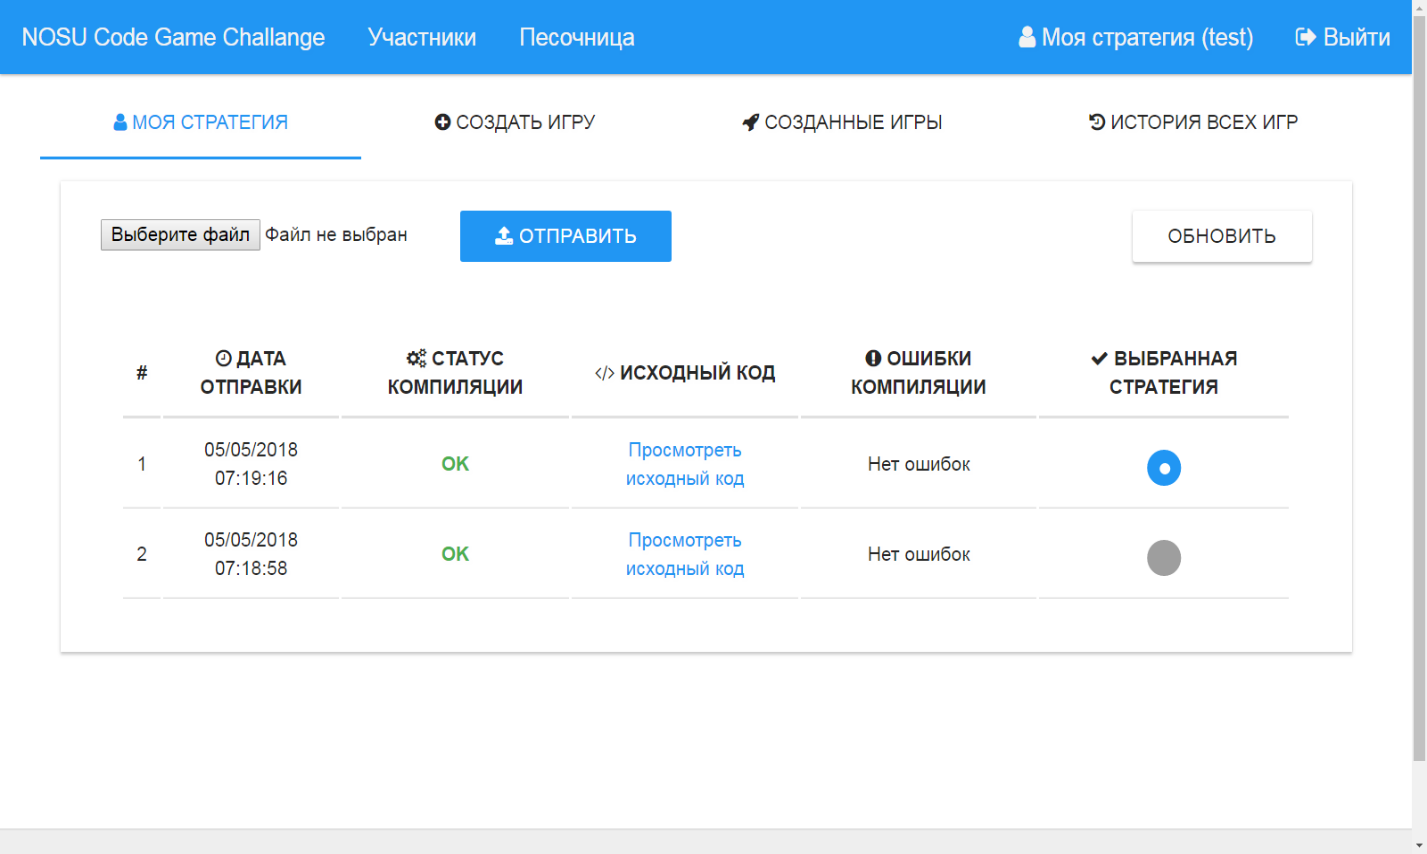 NOSU Code Game Challange Участники Песочница Моя стратегия (test) Выйти
МОЯ СТРАТЕГИЯ СОЗДАТЬ ИГРУ СОЗДАННЫЕ ИГРЫ ИСТОРИЯ ВСЕХ ИГР
Выберите файл Файл не выбран ОТПРАВИТЬ ОБНОВИТЬ
# ДАТА ОТПРАВКИ СТАТУС КОМПИЛЯЦИИ </> ИСХОДНЫЙ КОД ОШИБКИ КОМПИЛЯЦИИ ВЫБРАННАЯ СТРАТЕГИЯ
1 05/05/2018 07:19:16 OK Просмотреть исходный код Нет ошибок
2 05/05/2018 07:18:58 OK Просмотреть исходный код Нет ошибок